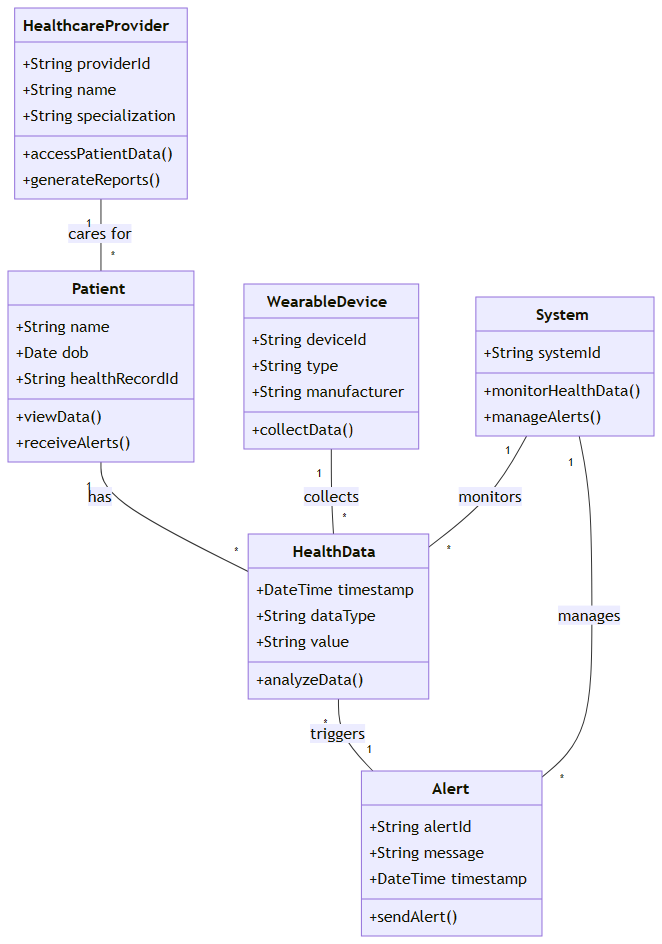 HealthcareProvider
+String providerId
+String name
+String specialization
+accessPatientData()
+generateReports()
1
cares for
*
Patient
+String name
+Date dob
+String healthRecordId
+viewData()
+receiveAlerts()
WearableDevice
+String deviceId
+String type
+String manufacturer
+collectData()
System
+String systemId
+monitorHealthData()
+manageAlerts()
1
has
*
1
collects
*
1
monitors
*
1
manages
*
HealthData
+DateTime timestamp
+String dataType
+String value
+analyzeData()
*
triggers
1
Alert
+String alertId
+String message
+DateTime timestamp
+sendAlert()